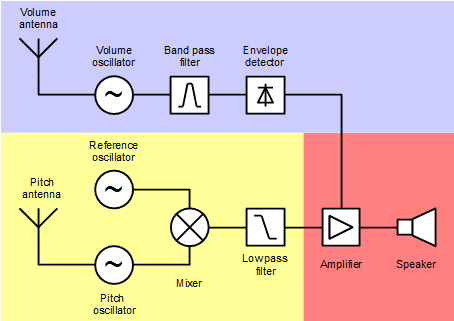 Volume
antenna
Volume
oscillator
Band pass
filter
Envelope
detector
Reference
oscillator
Pitch
antenna
Pitch
oscillator
Mixer
Lowpass
filter
Amplifier
Speaker